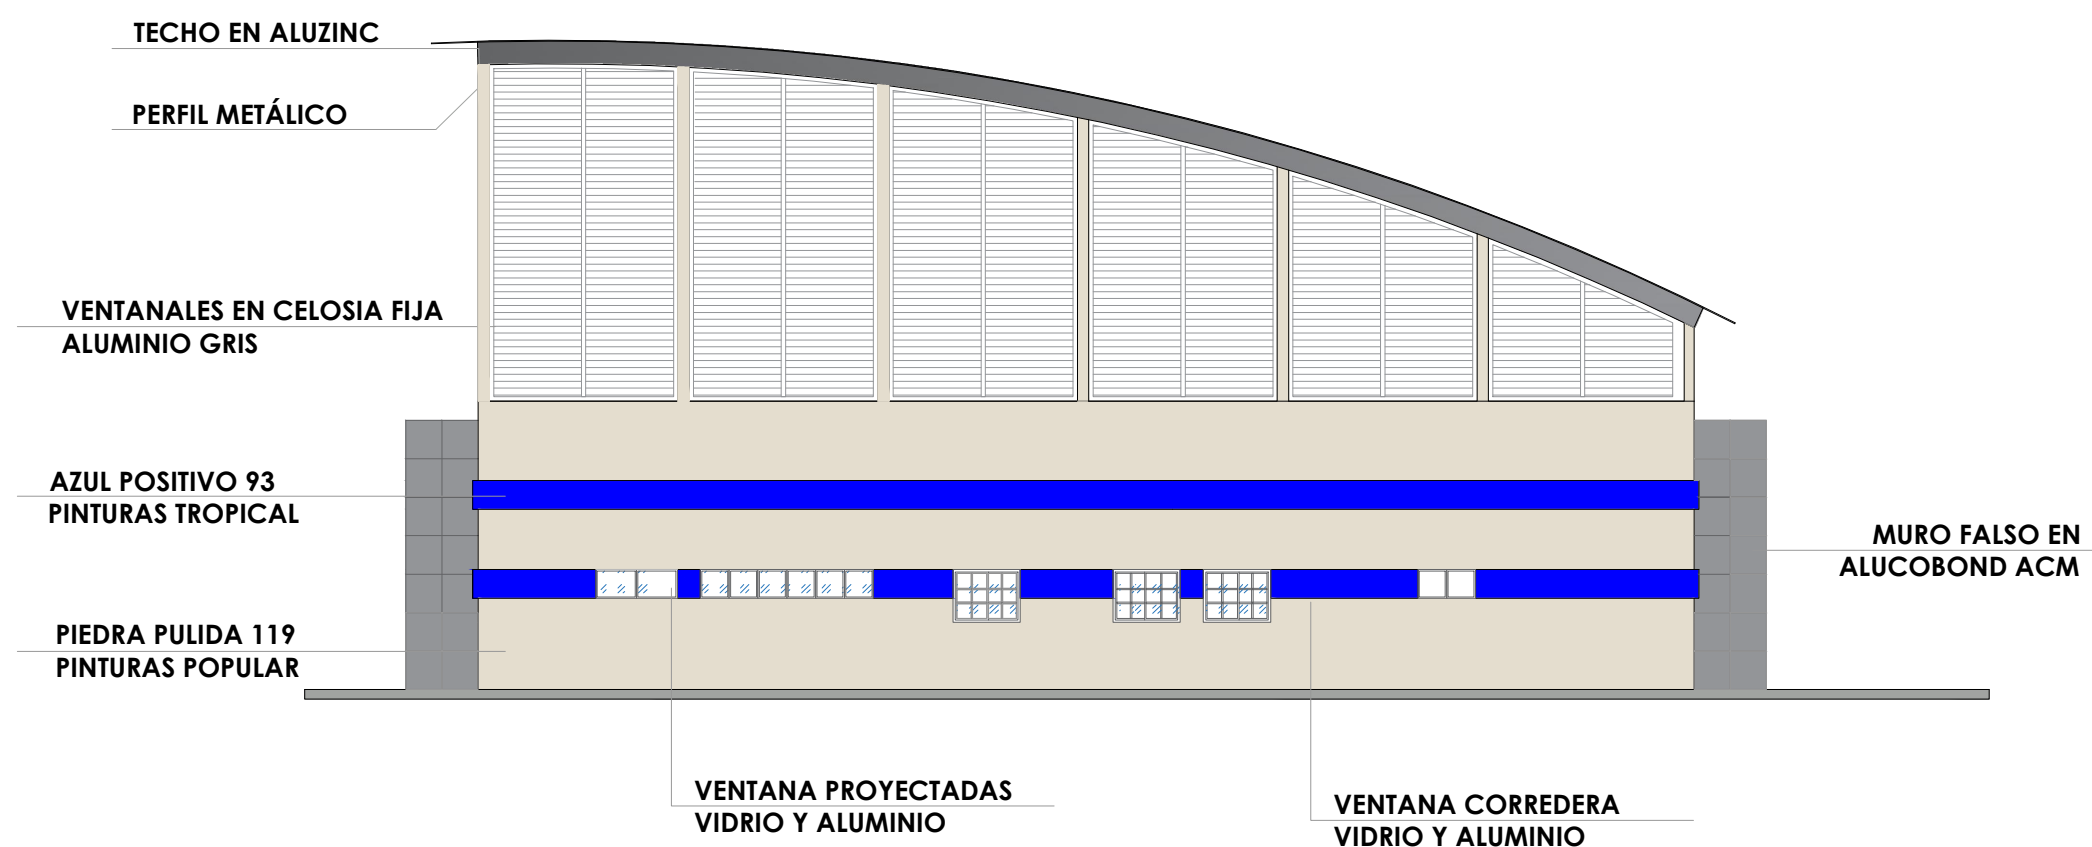 TECHO EN ALUZINC
PERFIL METÁLICO
VENTANALES EN CELOSIA FIJA
ALUMINIO GRIS
AZUL POSITIVO 93
PINTURAS TROPICAL
MURO FALSO EN
ALUCOBOND ACM
PIEDRA PULIDA 119
PINTURAS POPULAR
VENTANA PROYECTADAS
VIDRIO Y ALUMINIO
VENTANA CORREDERA
VIDRIO Y ALUMINIO